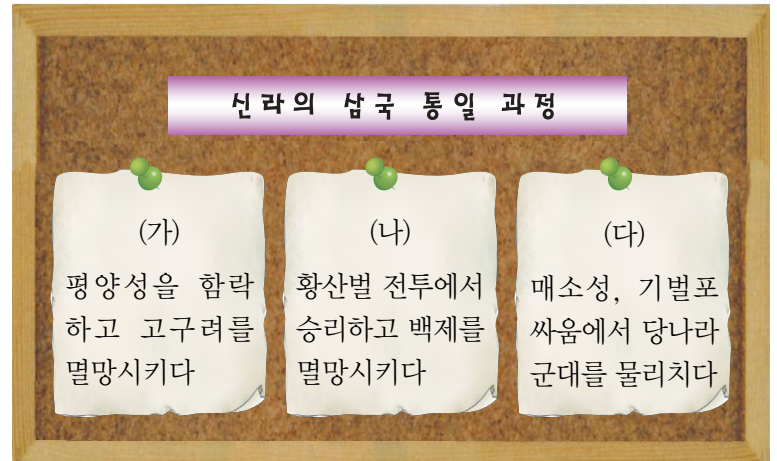 신라의 삼국 통일 과정
(가)
평양성을 함락
하고 고구려를
멸망시키다
(나)
황산벌 전투에서
승리하고 백제를
멸망시키다
(다)
매소성, 기벌포
싸움에서 당나라
군대를 물리치다